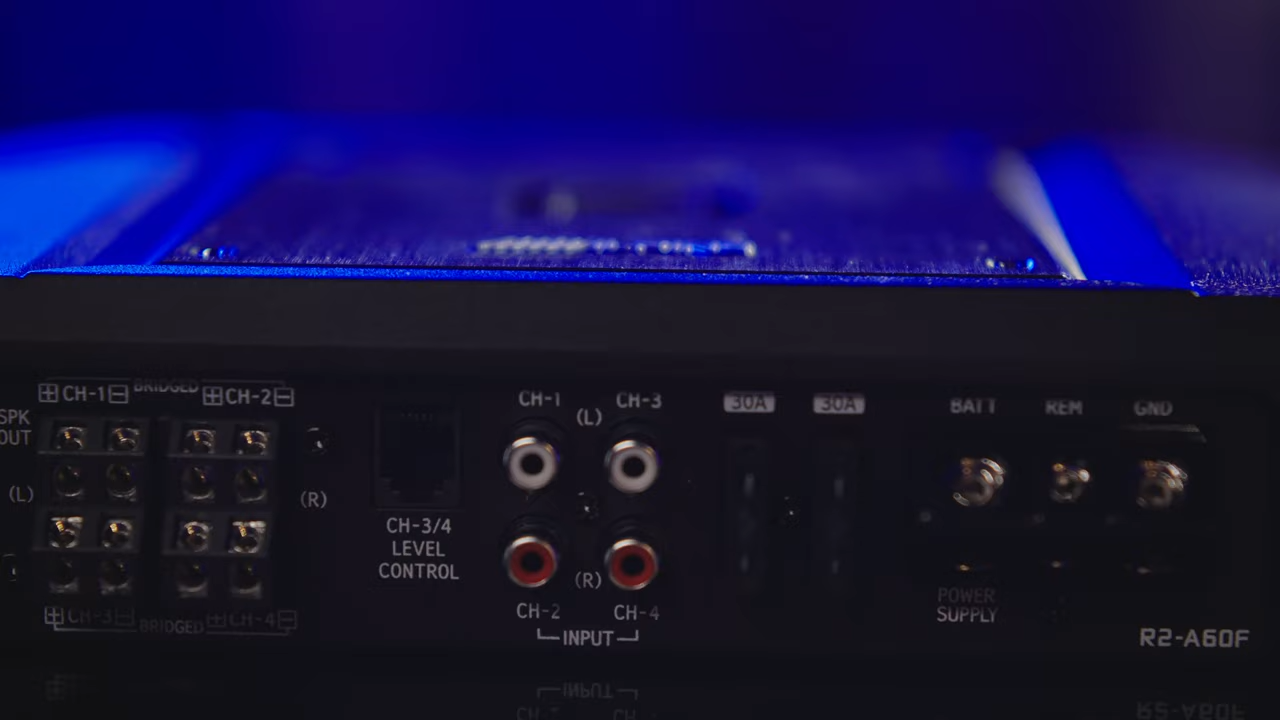 CH-1 BRIDGED CH-2
SPK
OUT
(L)
(R)
CH-3 BRIDGED CH-4
CH-3/4
LEVEL
CONTROL
CH-1 (L) CH-3
(R)
CH-2 CH-4
INPUT
30A 30A
BATT REM GND
POWER
SUPPLY
R2-A60F